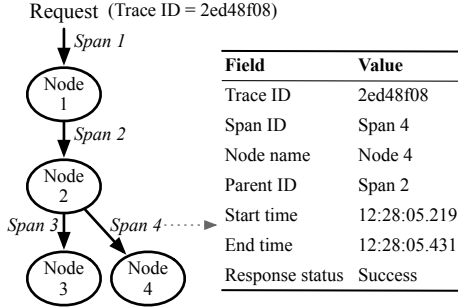 Request (Trace ID = 2ed48f08)
Span 1
Node
1
Span 2
Node
2
Span 3
Span 4
Node
3
Node
4
Field Value
Trace ID 2ed48f08
Span ID Span 4
Node name Node 4
Parent ID Span 2
Start time 12:28:05.219
End time 12:28:05.431
Response status Success